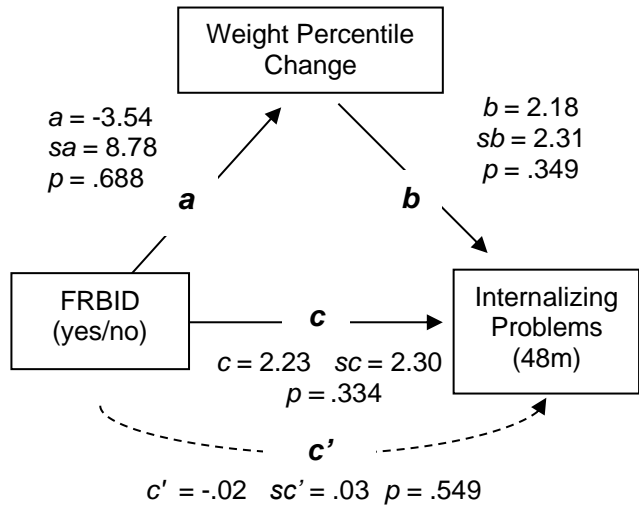 Weight Percentile
Change
a = -3.54
sa = 8.78
p = .688
b = 2.18
sb = 2.31
p = .349
a
b
FRBID
(yes/no)
c
Internalizing
Problems
(48m)
c = 2.23 sc = 2.30
p = .334
c’
c' = -.02 sc’ = .03 p = .549